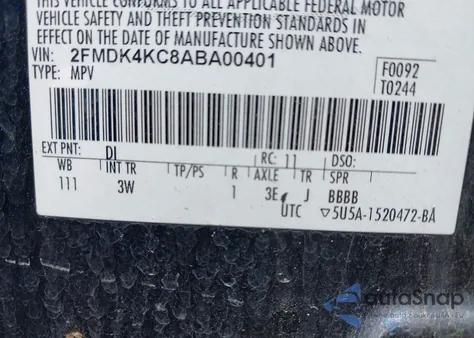 THIS VEHICLE CONFORMS TO ALL APPLICABLE FEDERAL MOTOR
VEHICLE SAFETY AND THEFT PREVENTION STANDARDS IN
EFFECT ON THE DATE OF MANUFACTURE SHOWN ABOVE.
VIN: 2FMDK4KC8ABA00401
TYPE: MPV
F0092
T0244
EXT PNT: DI RC: 11 DSO:
WB INT TR TP/PS R AXLE TR SPR
111 3W 1 3E J BBBB
UTC ▽5U5A-1520472-BA
autoSnap